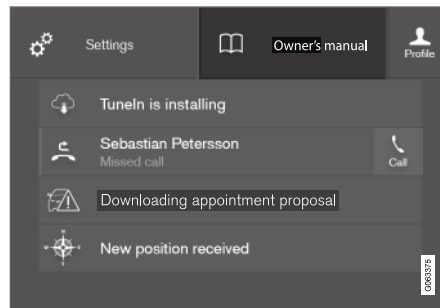 Settings
Owner's manual
Profile
TuneIn is installing
Sebastian Petersson
Missed call
Call
Downloading appointment proposal
New position received
G063375